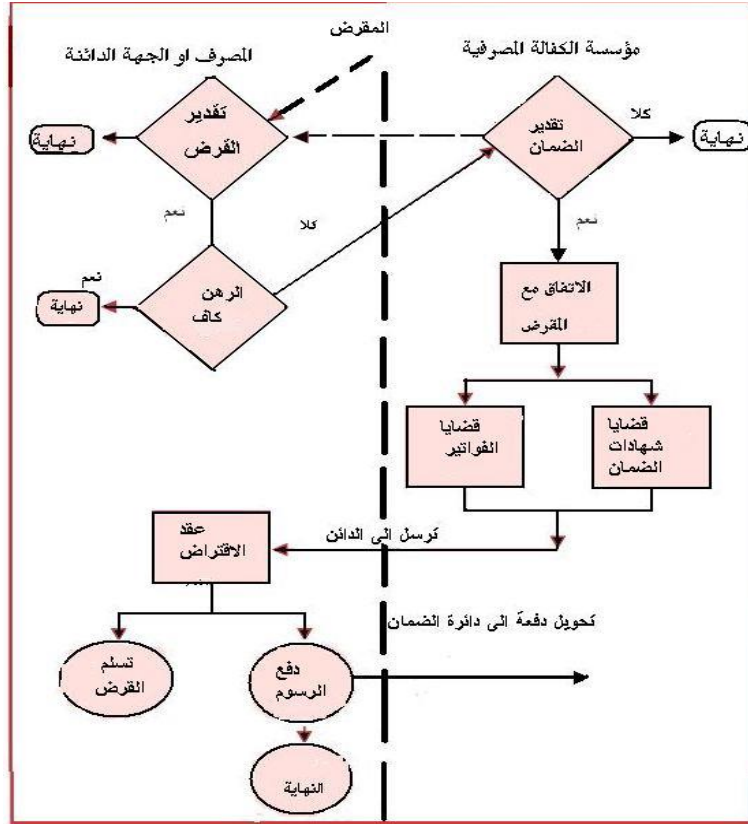 المقرض
مؤسسة الكفالة المصرفية
المصرف او الجهة الدائنة
تقدير
الضمان
كلا
نهاية
تقدير
القرض
نهاية
نعم
نعم
كلا
الاتفاق مع
المقرض
الرهن
كاف
نعم
نهاية
قضايا
شهادات
الضمان
قضايا
الفواتير
ترسل الى الدائن
عقد
الاقتراض
تحويل دفعة الى دائرة الضمان
دفع
الرسوم
تسلم
القرض
النهاية